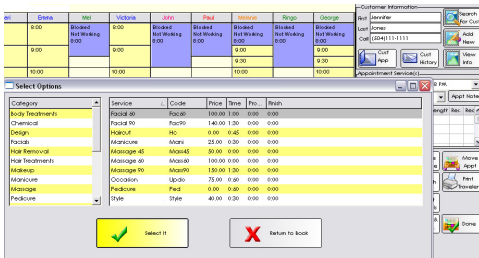 Customer Information
eri Emma Mei Victoria John Paul Melanie Ringo George
First Jennifer
Search For Cust
8:00 Blocked Not Working 8:00 8:00 Blocked Not Working 8:00 Blocked Not Working 8:00 Blocked Not Working 8:00 Blocked Not Working 8:00 Blocked Not Working 8:00
Last Jones
Call (504)111-1111
Add New
9:00 9:00 9:00 9:00
Cust App
Cust History
View Info
9:30 9:30
10:00 10:00 10:00 10:00
Appointment Service(s)
Select Options
Appt Note
Category Service Code Price Time Pro... Finish
ength Res. Rec
Body Treatments Facial 60 Fac60 100.00 1:00 0:00 0:00
Chemical Facial 90 Fac90 140.00 1:30 0:00 0:00
Design Haircut Hc 0.00 0:45 0:00 0:00
Facials Manicure Mani 25.00 0:30 0:00 0:00
Hair Removal Massage 45 Mass45 50.00 0:00 0:00 0:00
Hair Treatments Massage 60 Mass60 100.00 0:00 0:00 0:00
Move Appt
Makeup Massage 90 Mass90 150.00 1:30 0:00 0:00
Manicure Occasion Updo 75.00 0:60 0:00 0:00
Print Traveler
Massage Pedicure Ped 0.00 0:60 0:00 0:00
Pedicure Style Style 40.00 0:30 0:00 0:00
Select It
Return to Book
Done